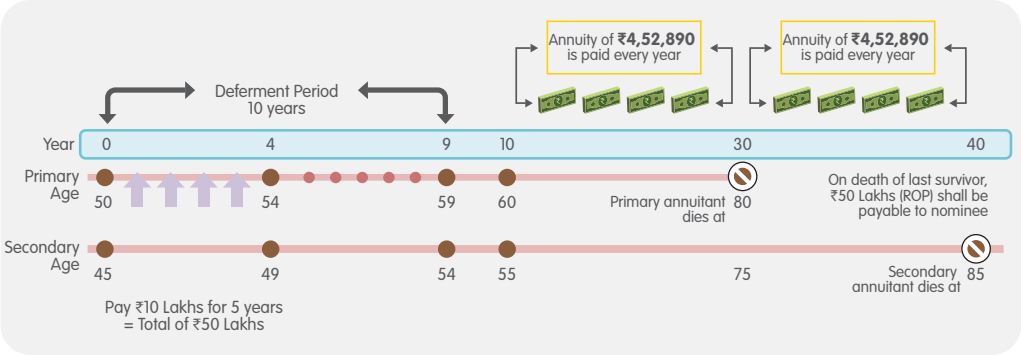 Annuity of ₹4,52,890
is paid every year
Annuity of ₹4,52,890
is paid every year
Deferment Period
10 years
Year 0 4 9 10 30 40
Primary
Age
50 54 59 60
Primary annuitant
dies at
80
On death of last survivor,
₹50 Lakhs (ROP) shall be
payable to nominee
Secondary
Age
45 49 54 55 75
Secondary
annuitant dies at
85
Pay ₹10 Lakhs for 5 years
= Total of ₹50 Lakhs